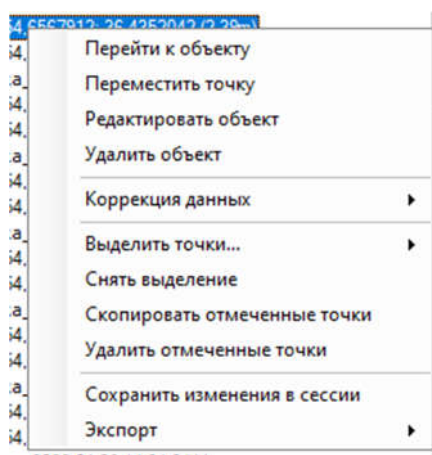 Перейти к объекту
Переместить точку
Редактировать объект
Удалить объект
Коррекция данных
Выделить точки...
Снять выделение
Скопировать отмеченные точки
Удалить отмеченные точки
Сохранить изменения в сессии
Экспорт